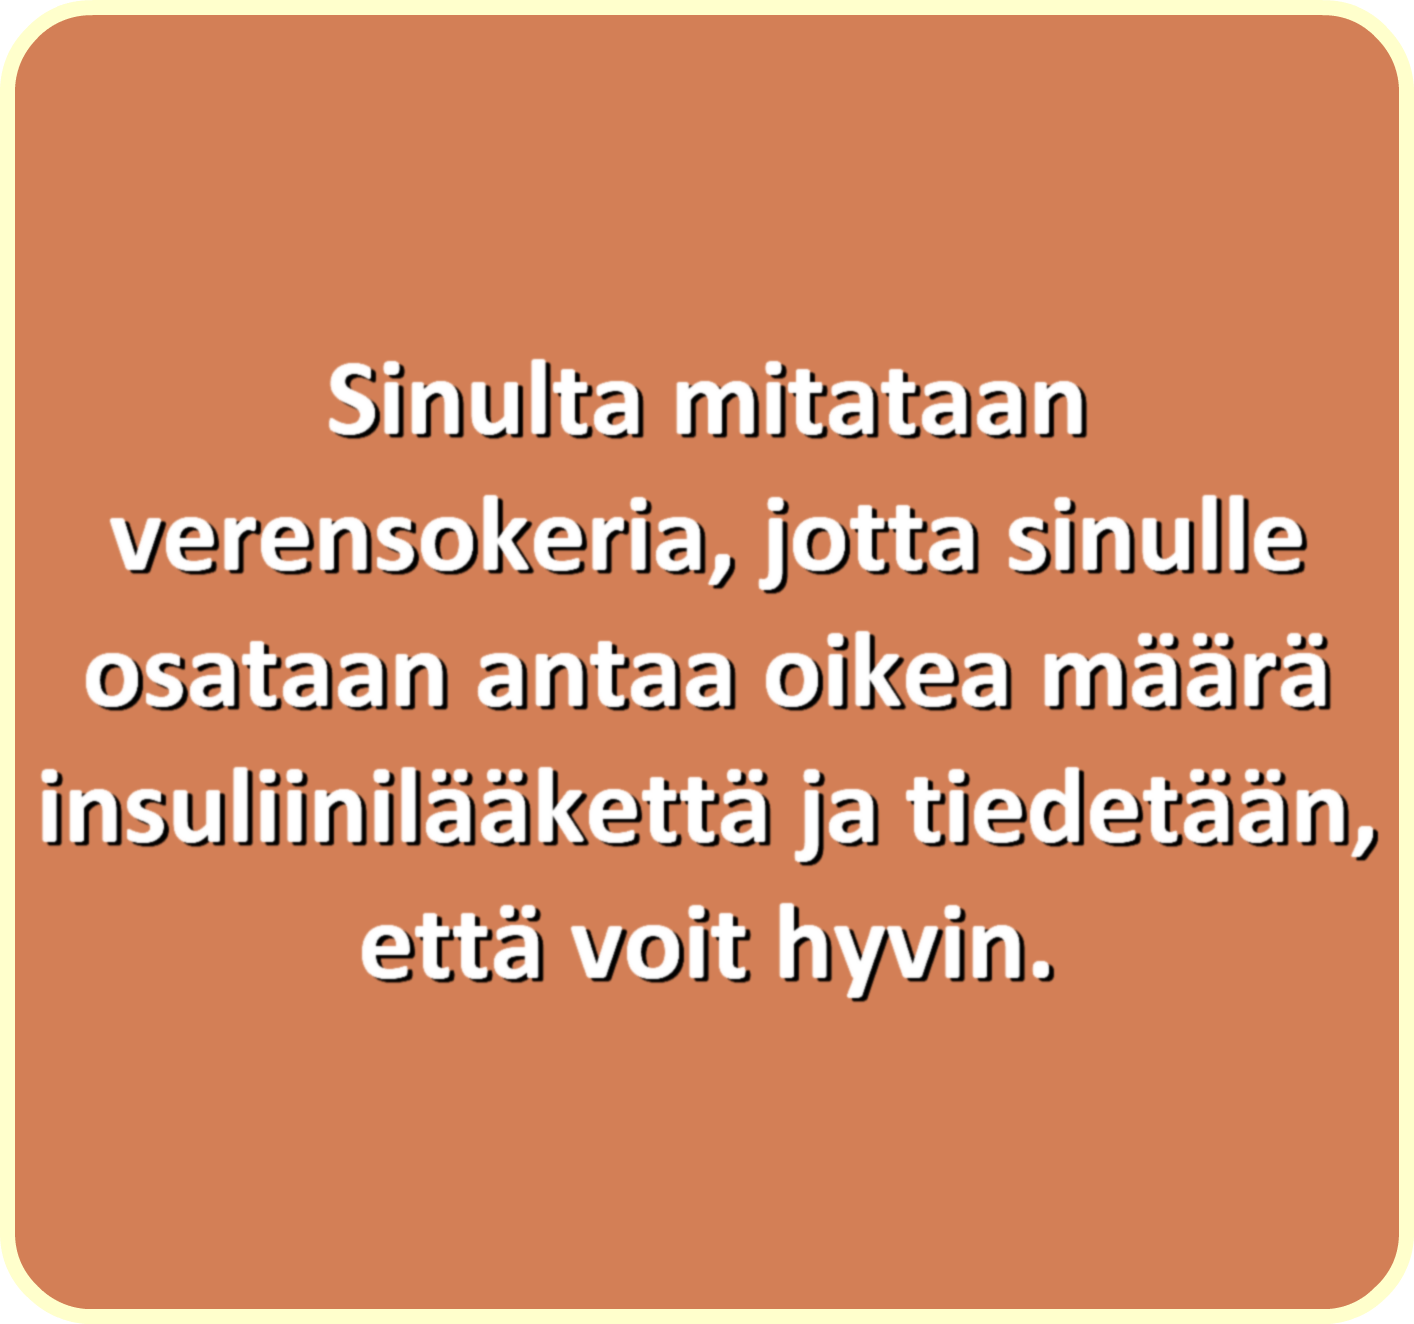 Sinulta mitataan
verensokeria, jotta sinulle
osataan antaa oikea määrä
insuliinilääkettä ja tiedetään,
että voit hyvin.